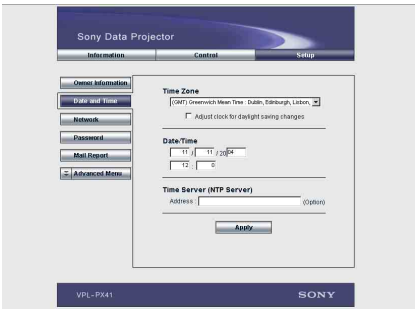 Sony Data Projector
Information Control Setup
Owner Information
Date and Time
Network
Password
Mail Report
Advanced Menu
Time Zone
(GMT) Greenwich Mean Time : Dublin, Edinburgh, Lisbon,
Adjust clock for daylight saving changes
Date/Time
11 / 11 / 20 04
12 : 0
Time Server (NTP Server)
Address : (Option)
Apply
VPL-PX41 SONY